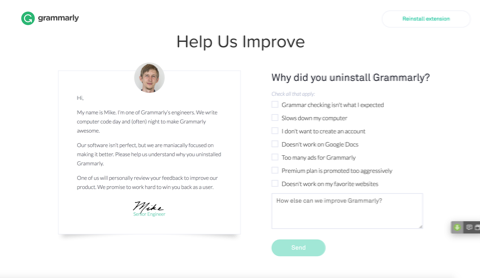 grammarly
Reinstall extension
Help Us Improve
Hi,
My name is Mike, I'm one of Grammarly's engineers. We write
computer code day and (often) night to make Grammarly
awesome.
Our software isn't perfect, but we are maniacally focused on
making it better. Please help us understand why you uninstalled
Grammarly.
One of us will personally review your feedback to improve our
product. We promise to work hard to win you back as a user.
Mike
Senior Engineer
Why did you uninstall Grammarly?
Check all that apply
Grammar checking isn't what I expected
Slows down my computer
I don't want to create an account
Doesn't work on Google Docs
Too many ads for Grammarly
Premium plan is promoted too aggressively
Doesn't work on my favorite websites
How else can we improve Grammarly?
Send